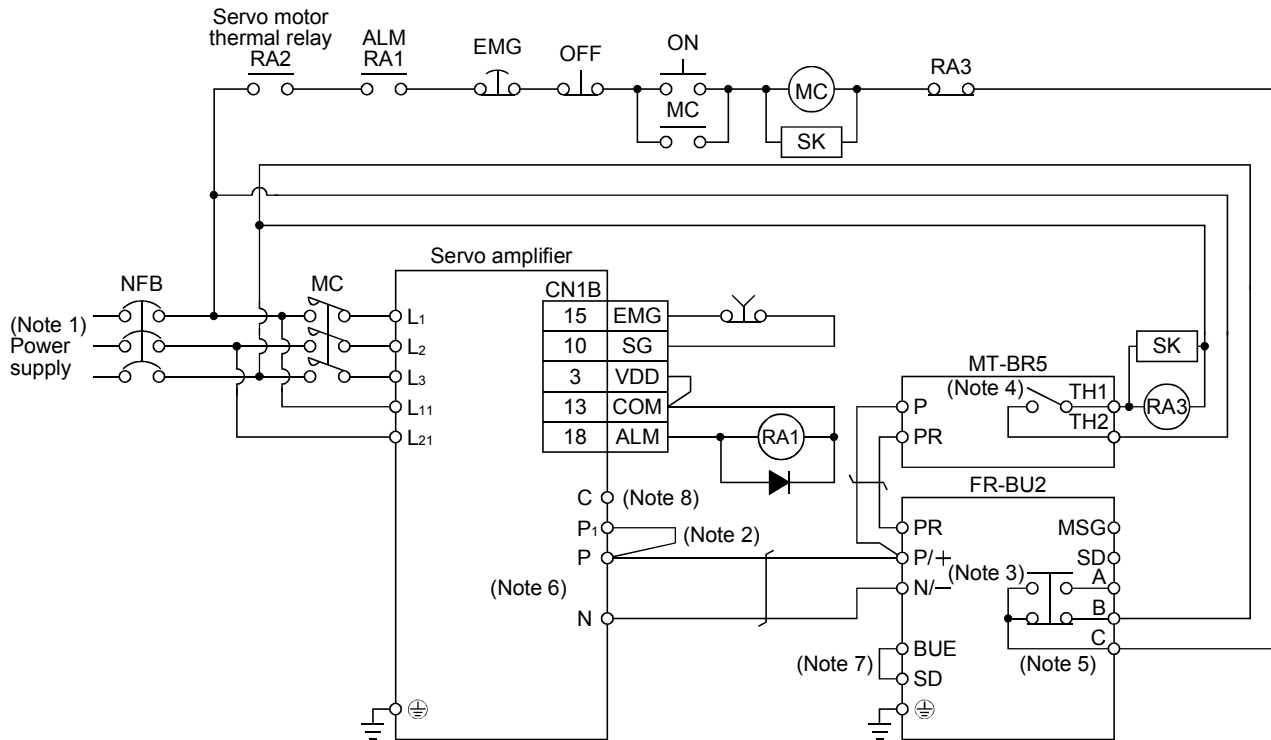 Servo motor
thermal relay
RA2
ALM
RA1
EMG
OFF
ON
MC
MC
SK
RA3
Servo amplifier
NFB
MC
CN1B
(Note 1)
Power
supply
L1
L2
L3
L11
L21
15 EMG
10 SG
3 VDD
13 COM
18 ALM
RA1
C (Note 8)
P1
(Note 2)
P
(Note 6)
N
MT-BR5
SK
(Note 4)
TH1
TH2
RA3
P
PR
FR-BU2
PR
MSG
P/+
SD
(Note 3)
A
N/−
B
C
(Note 5)
(Note 7)
BUE
SD